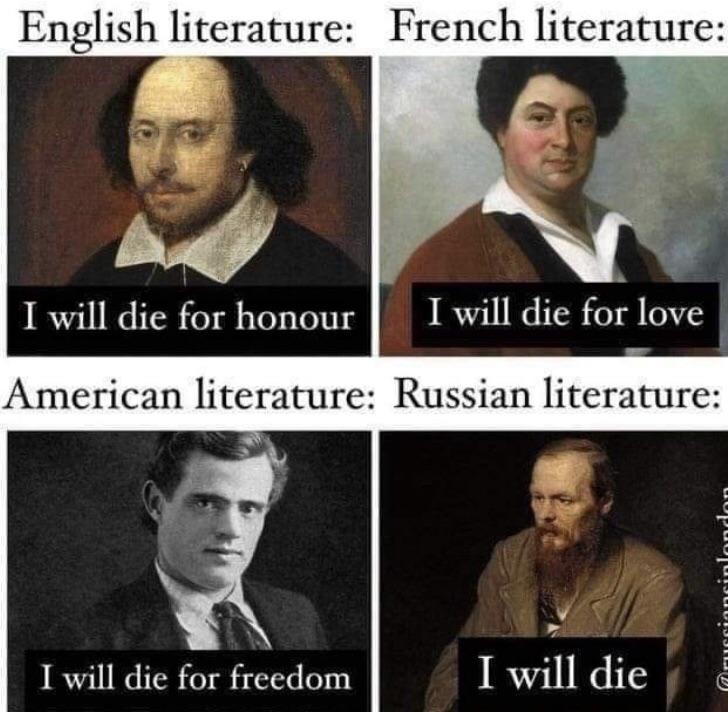 English literature:
French literature:
I will die for honour
I will die for love
American literature:
Russian literature:
I will die for freedom
I will die